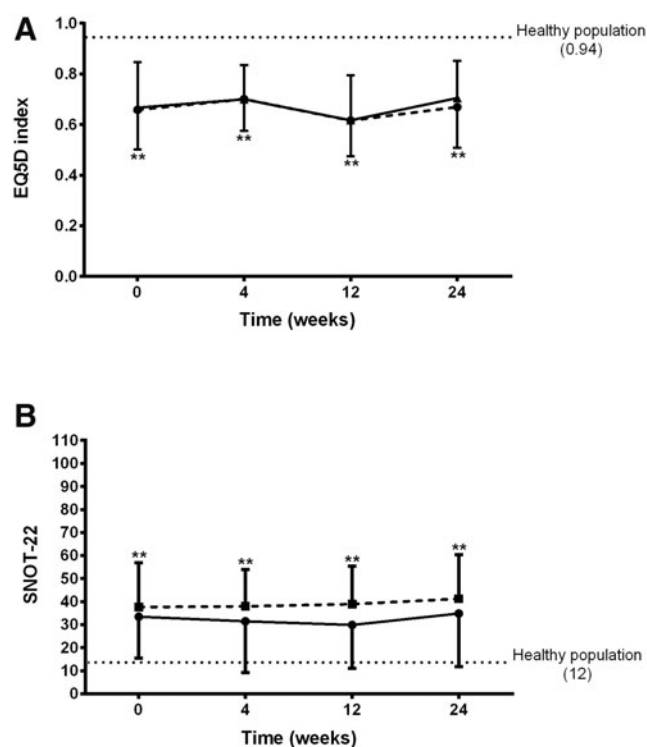 A
1.0
Healthy population
(0.94)
0.8
0.6
0.4
0.2
0.0
EQ5D index
** ** ** **
0 4 12 24
Time (weeks)
B
110
100
90
80
70
60
50
40
30
20
10
0
SNOT-22
** ** ** **
Healthy population
(12)
0 4 12 24
Time (weeks)